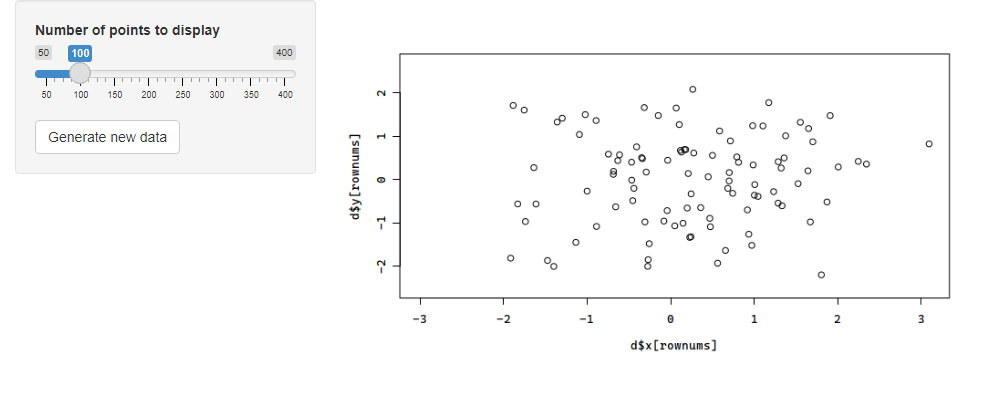 Number of points to display
50 100 400
50 100 150 200 250 300 350 400
Generate new data
d$y[rownums]
2
1
0
-1
-2
-3 -2 -1 0 1 2 3
d$x[rownums]